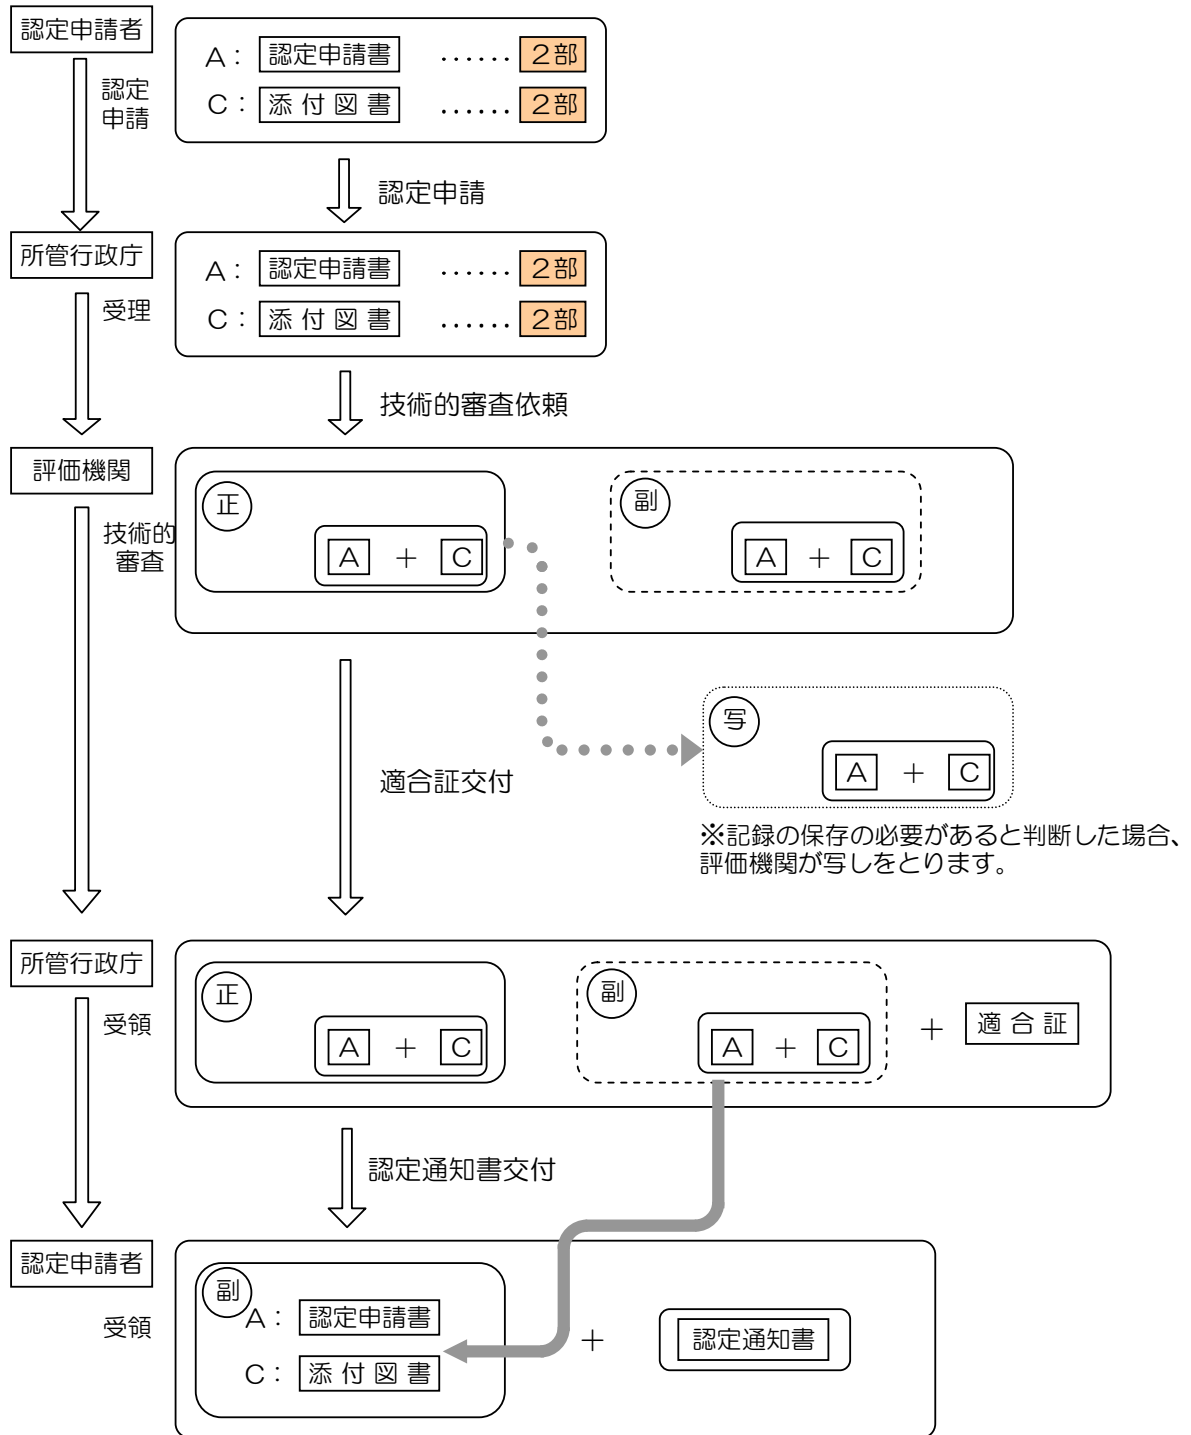 認定申請者
A： 認定申請書 …… 2部
認定
申請
C： 添付図書 …… 2部
認定申請
所管行政庁
A： 認定申請書 …… 2部
受理
C： 添付図書 …… 2部
技術的審査依頼
評価機関
正
副
技術的
審査
A ＋ C
A ＋ C
写
A ＋ C
適合証交付
※記録の保存の必要があると判断した場合、
評価機関が写しをとります。
所管行政庁
正
副
受領
A ＋ C
A ＋ C
＋ 適合証
認定通知書交付
認定申請者
副
A： 認定申請書
受領
＋ 認定通知書
C： 添付図書